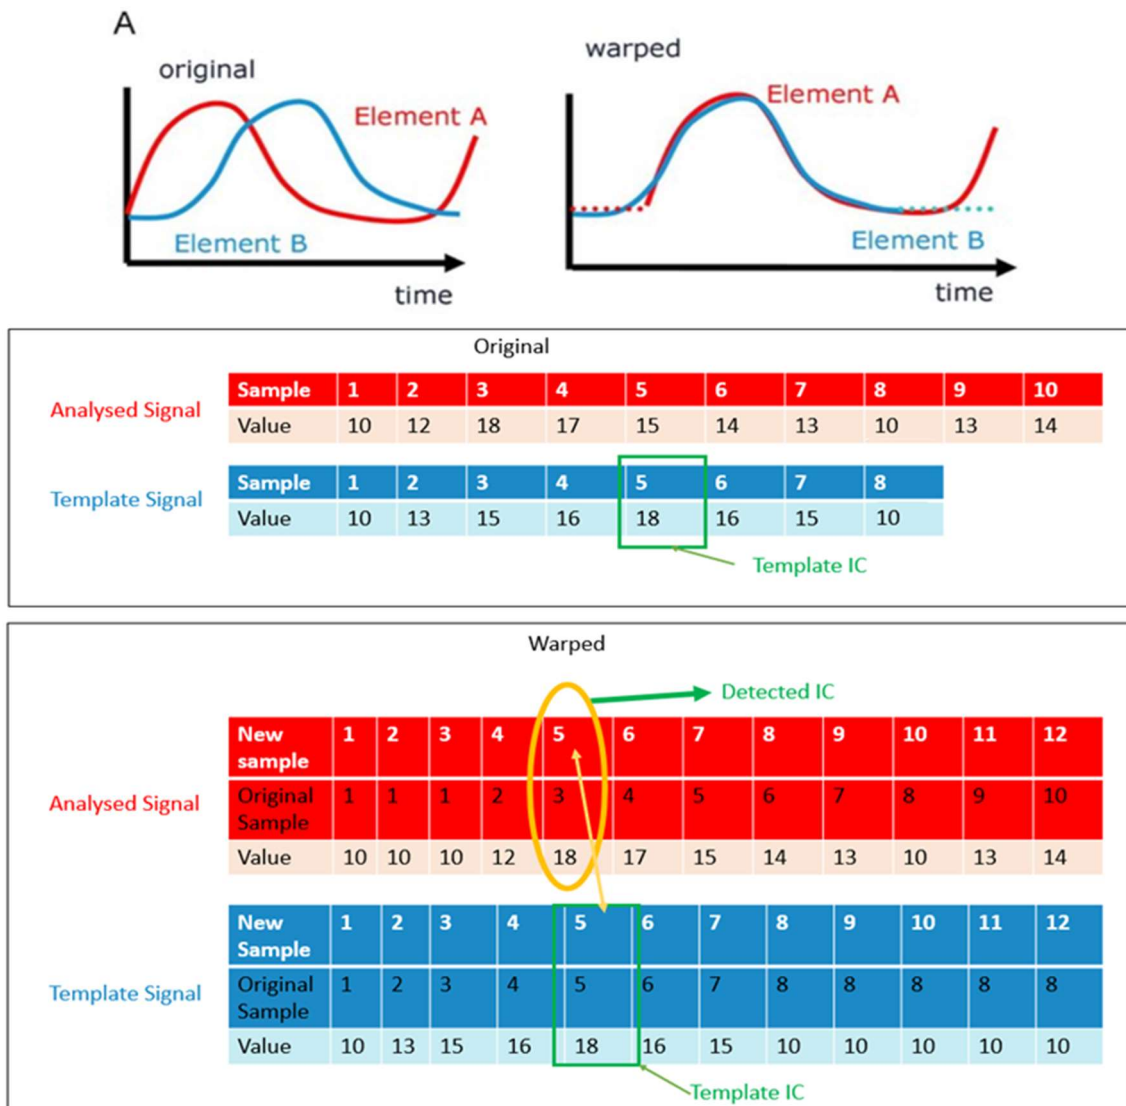 A
original
Element A
Element B
time
warped
Element A
Element B
time
Original
Analysed Signal
Sample 1 2 3 4 5 6 7 8 9 10
Value 10 12 18 17 15 14 13 10 13 14
Template Signal
Sample 1 2 3 4 5 6 7 8
Value 10 13 15 16 18 16 15 10
Template IC
Warped
Detected IC
Analysed Signal
New
sample 1 2 3 4 5 6 7 8 9 10 11 12
Original
Sample 1 1 1 2 3 4 5 6 7 8 9 10
Value 10 10 10 12 18 17 15 14 13 10 13 14
Template Signal
New
Sample 1 2 3 4 5 6 7 8 9 10 11 12
Original
Sample 1 2 3 4 5 6 7 8 8 8 8 8
Value 10 13 15 16 18 16 15 10 10 10 10 10
Template IC